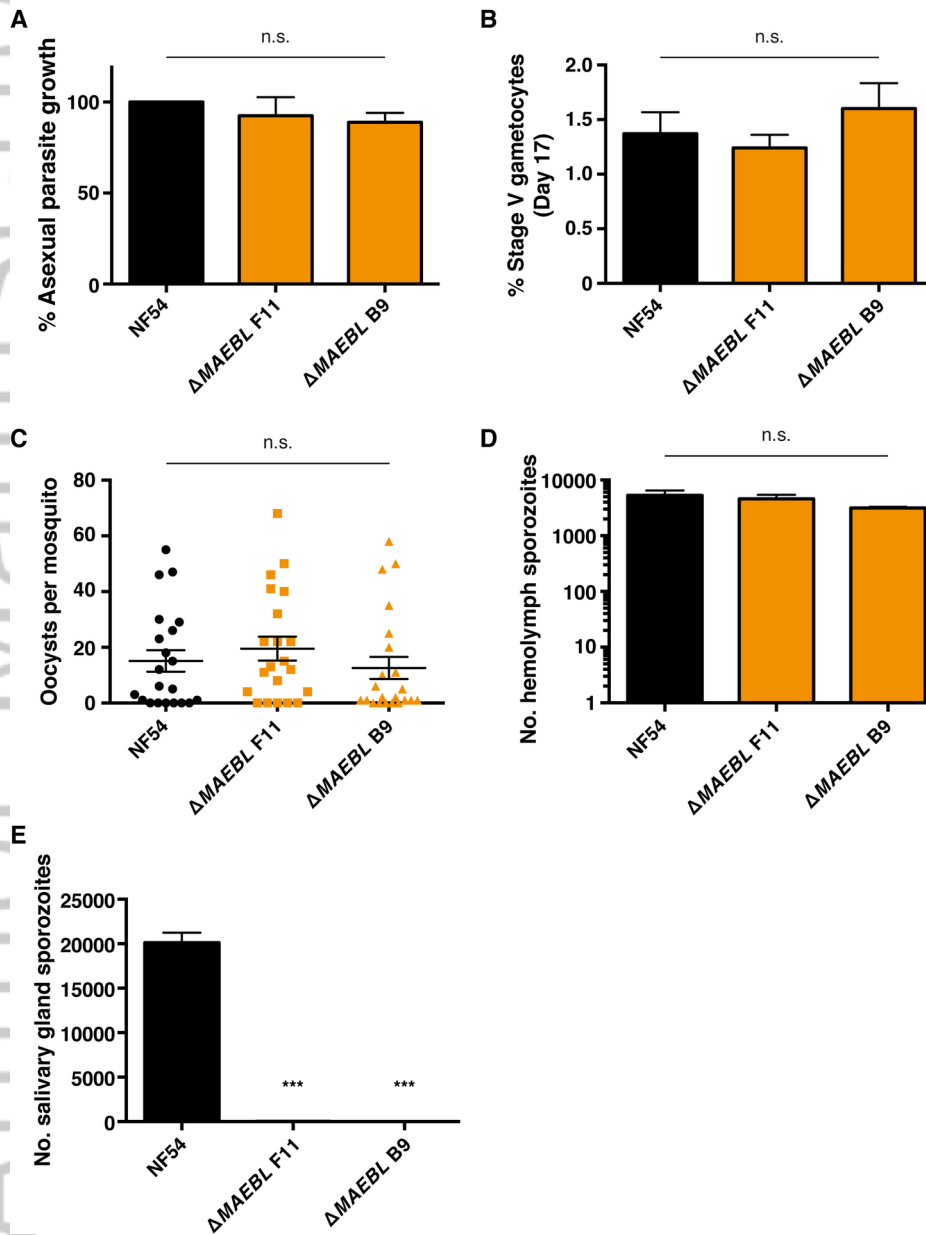 A
n.s.
% Asexual parasite growth
100
50
0
NF54
ΔMAEBL F11
ΔMAEBL B9
B
n.s.
% Stage V gametocytes
(Day 17)
2.0
1.5
1.0
0.5
0
NF54
ΔMAEBL F11
ΔMAEBL B9
C
n.s.
Oocysts per mosquito
80
60
40
20
0
NF54
ΔMAEBL F11
ΔMAEBL B9
D
n.s.
No. hemolymph sporozoites
10000
1000
100
10
1
NF54
ΔMAEBL F11
ΔMAEBL B9
E
No. salivary gland sporozoites
25000
20000
15000
10000
5000
0
*** ***
NF54
ΔMAEBL F11
ΔMAEBL B9